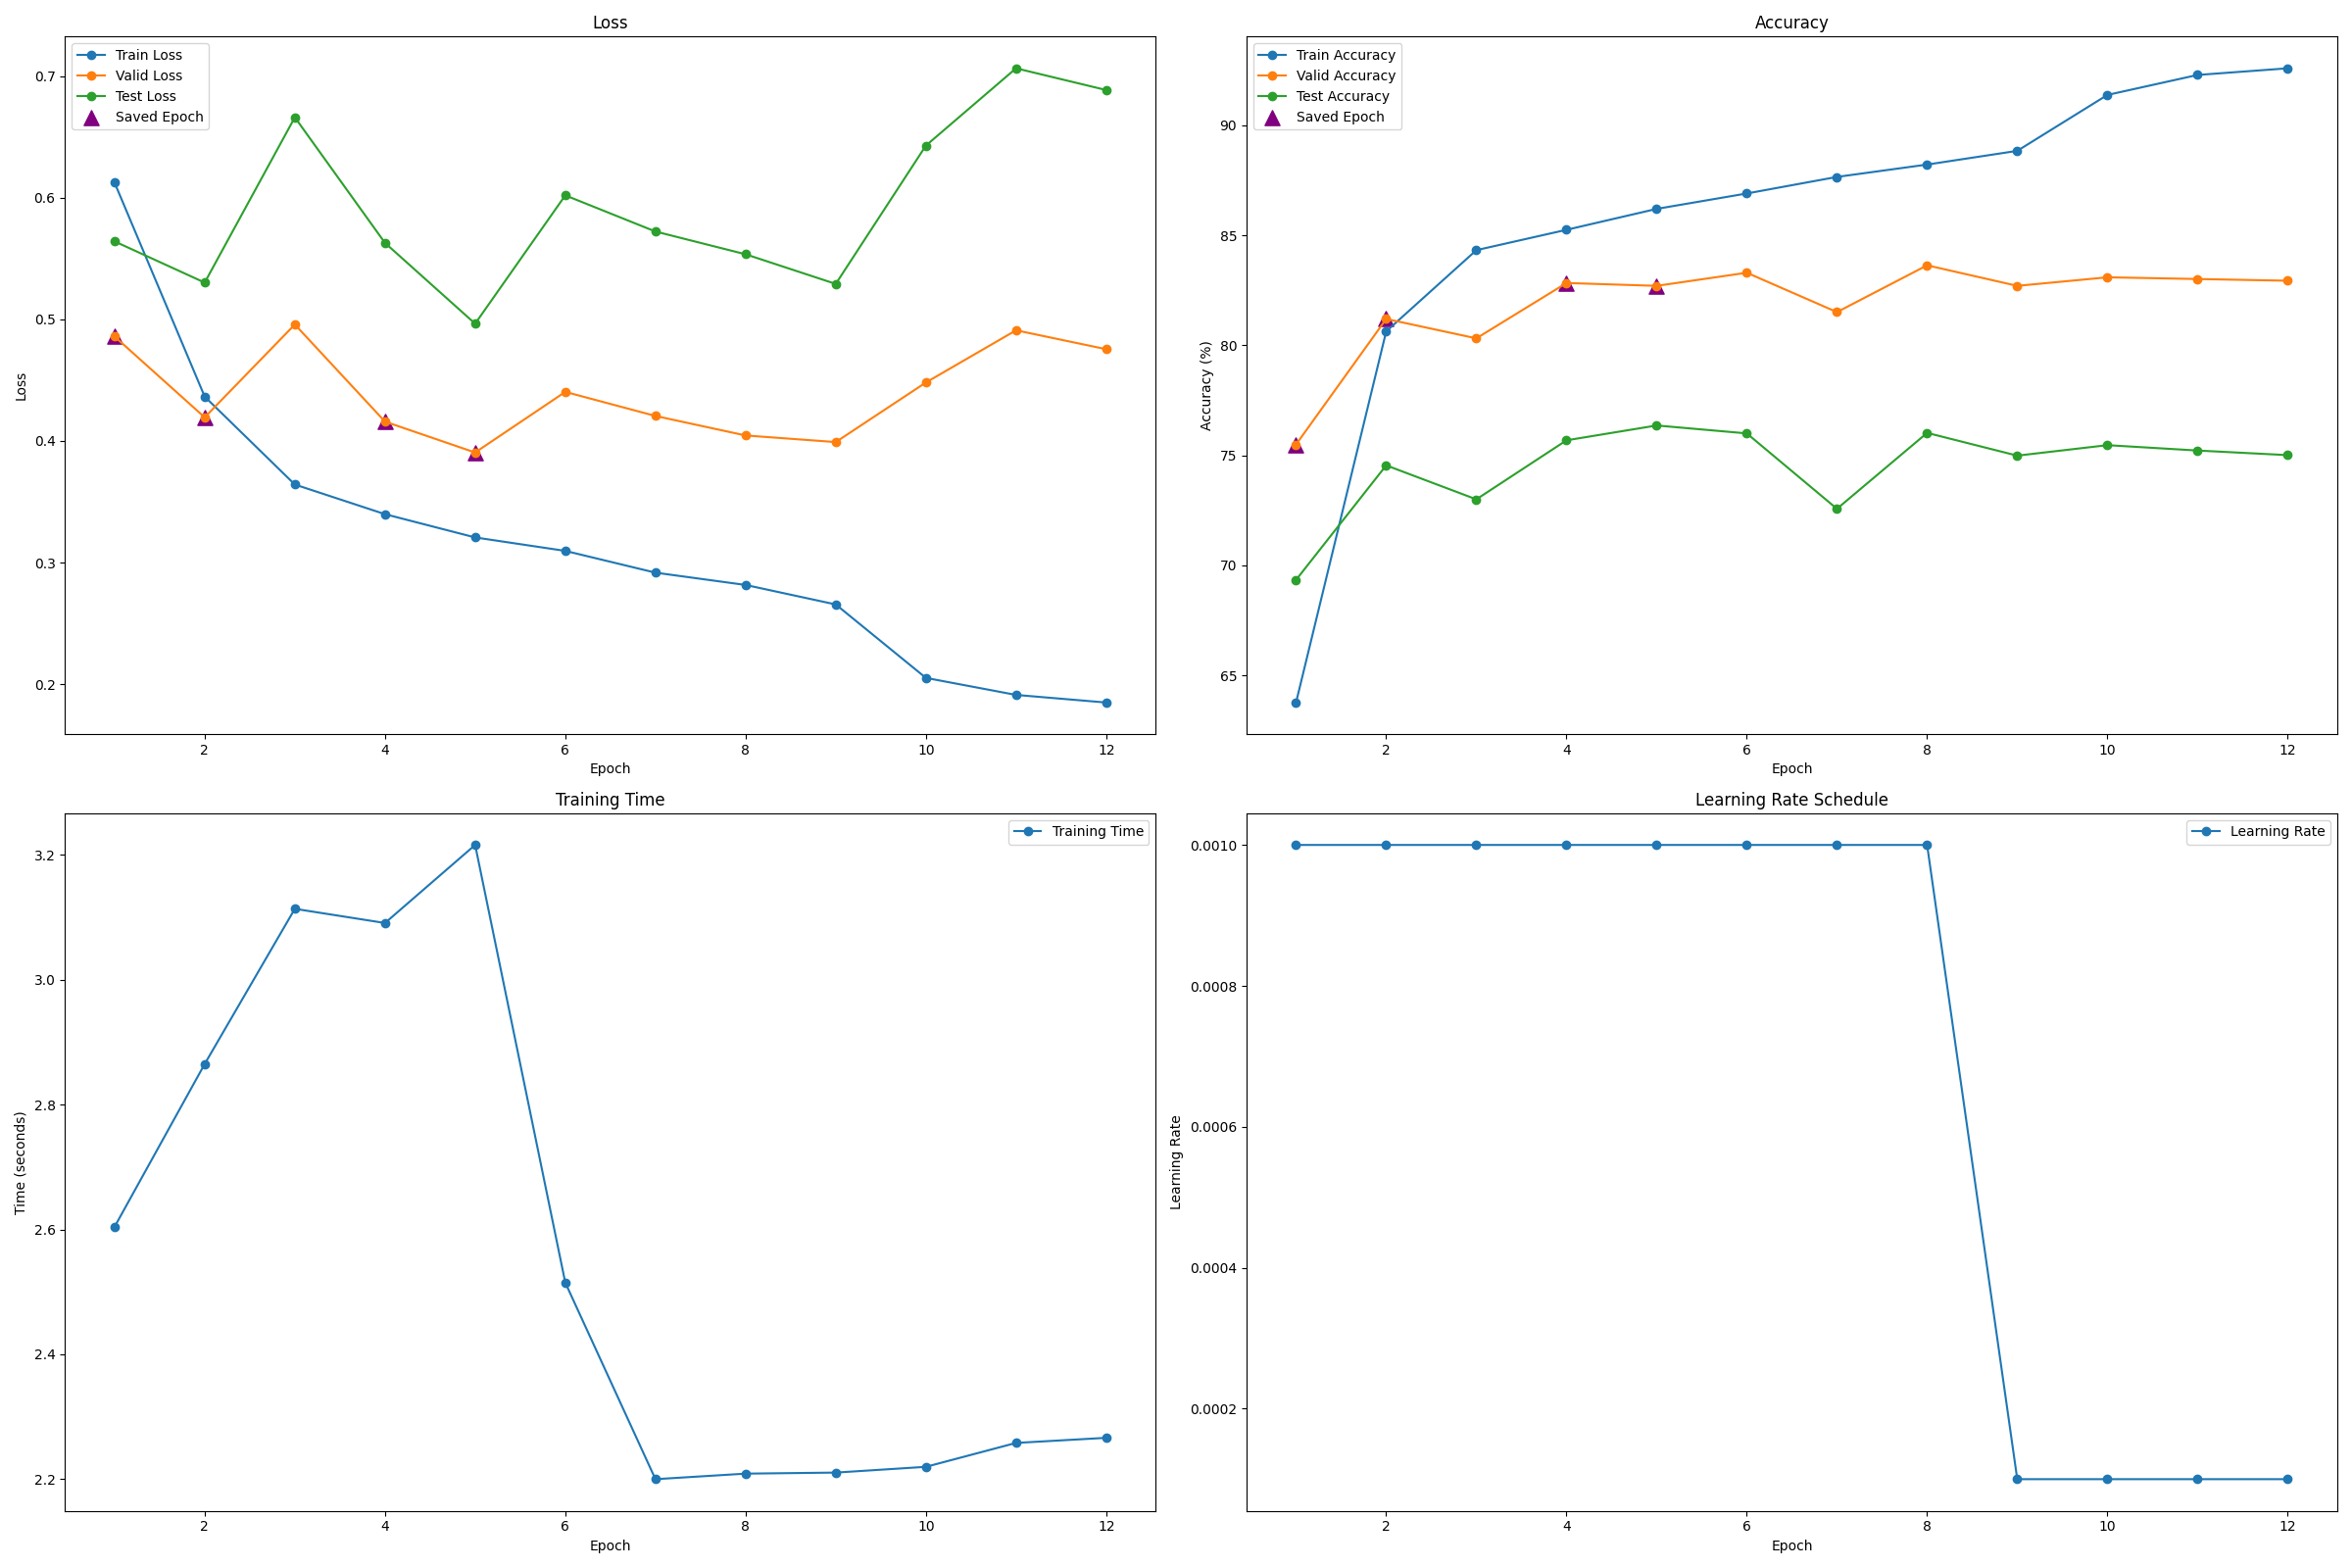 Loss
Train Loss
Valid Loss
Test Loss
Saved Epoch
0.7
0.6
0.5
0.4
0.3
0.2
Loss
2 4 6 8 10 12
Epoch
Accuracy
Train Accuracy
Valid Accuracy
Test Accuracy
Saved Epoch
90
85
80
75
70
65
Accuracy (%)
2 4 6 8 10 12
Epoch
Training Time
Training Time
3.2
3.0
2.8
2.6
2.4
2.2
Time (seconds)
2 4 6 8 10 12
Epoch
Learning Rate Schedule
Learning Rate
0.0010
0.0008
0.0006
0.0004
0.0002
Learning Rate
2 4 6 8 10 12
Epoch